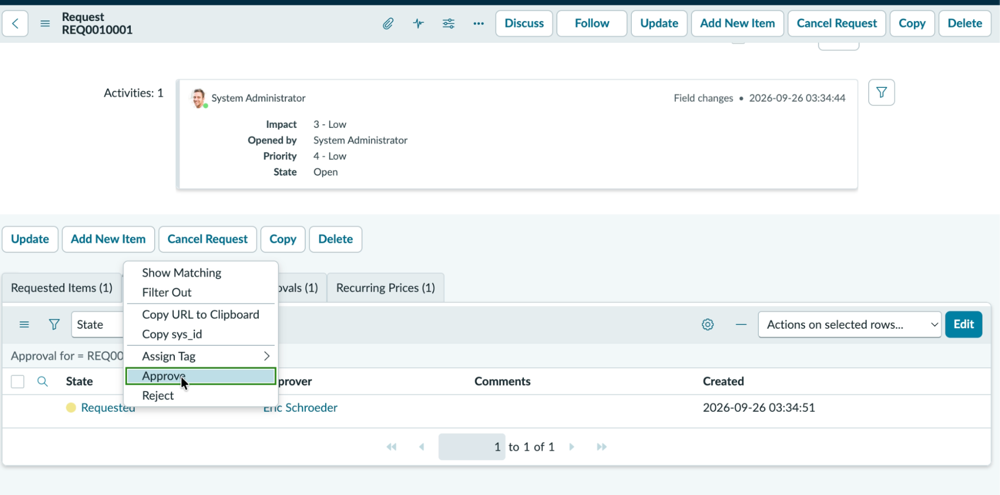 Request
REQ0010001
Discuss
Follow
Update
Add New Item
Cancel Request
Copy
Delete
Activities: 1
System Administrator
Field changes • 2026-09-26 03:34:44
Impact 3 - Low
Opened by System Administrator
Priority 4 - Low
State Open
Update
Add New Item
Cancel Request
Copy
Delete
Show Matching
Filter Out
Copy URL to Clipboard
Copy sys_id
Assign Tag
Approve
Reject
Requested Items (1)
ovals (1)
Recurring Prices (1)
State
Actions on selected rows...
Edit
Approval for = REQ00
State
prover
Comments
Created
Requested
Eric Schroeder
2026-09-26 03:34:51
1 to 1 of 1